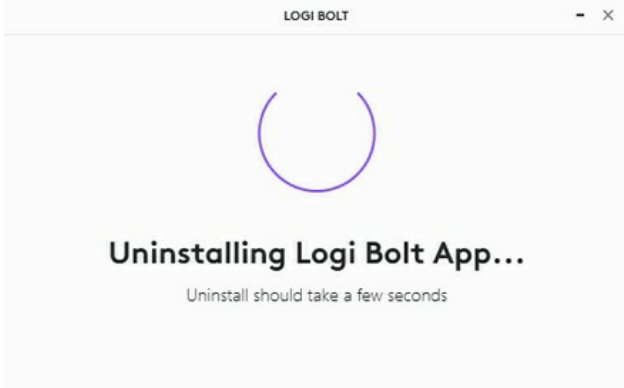 LOGI BOLT
Uninstalling Logi Bolt App...
Uninstall should take a few seconds